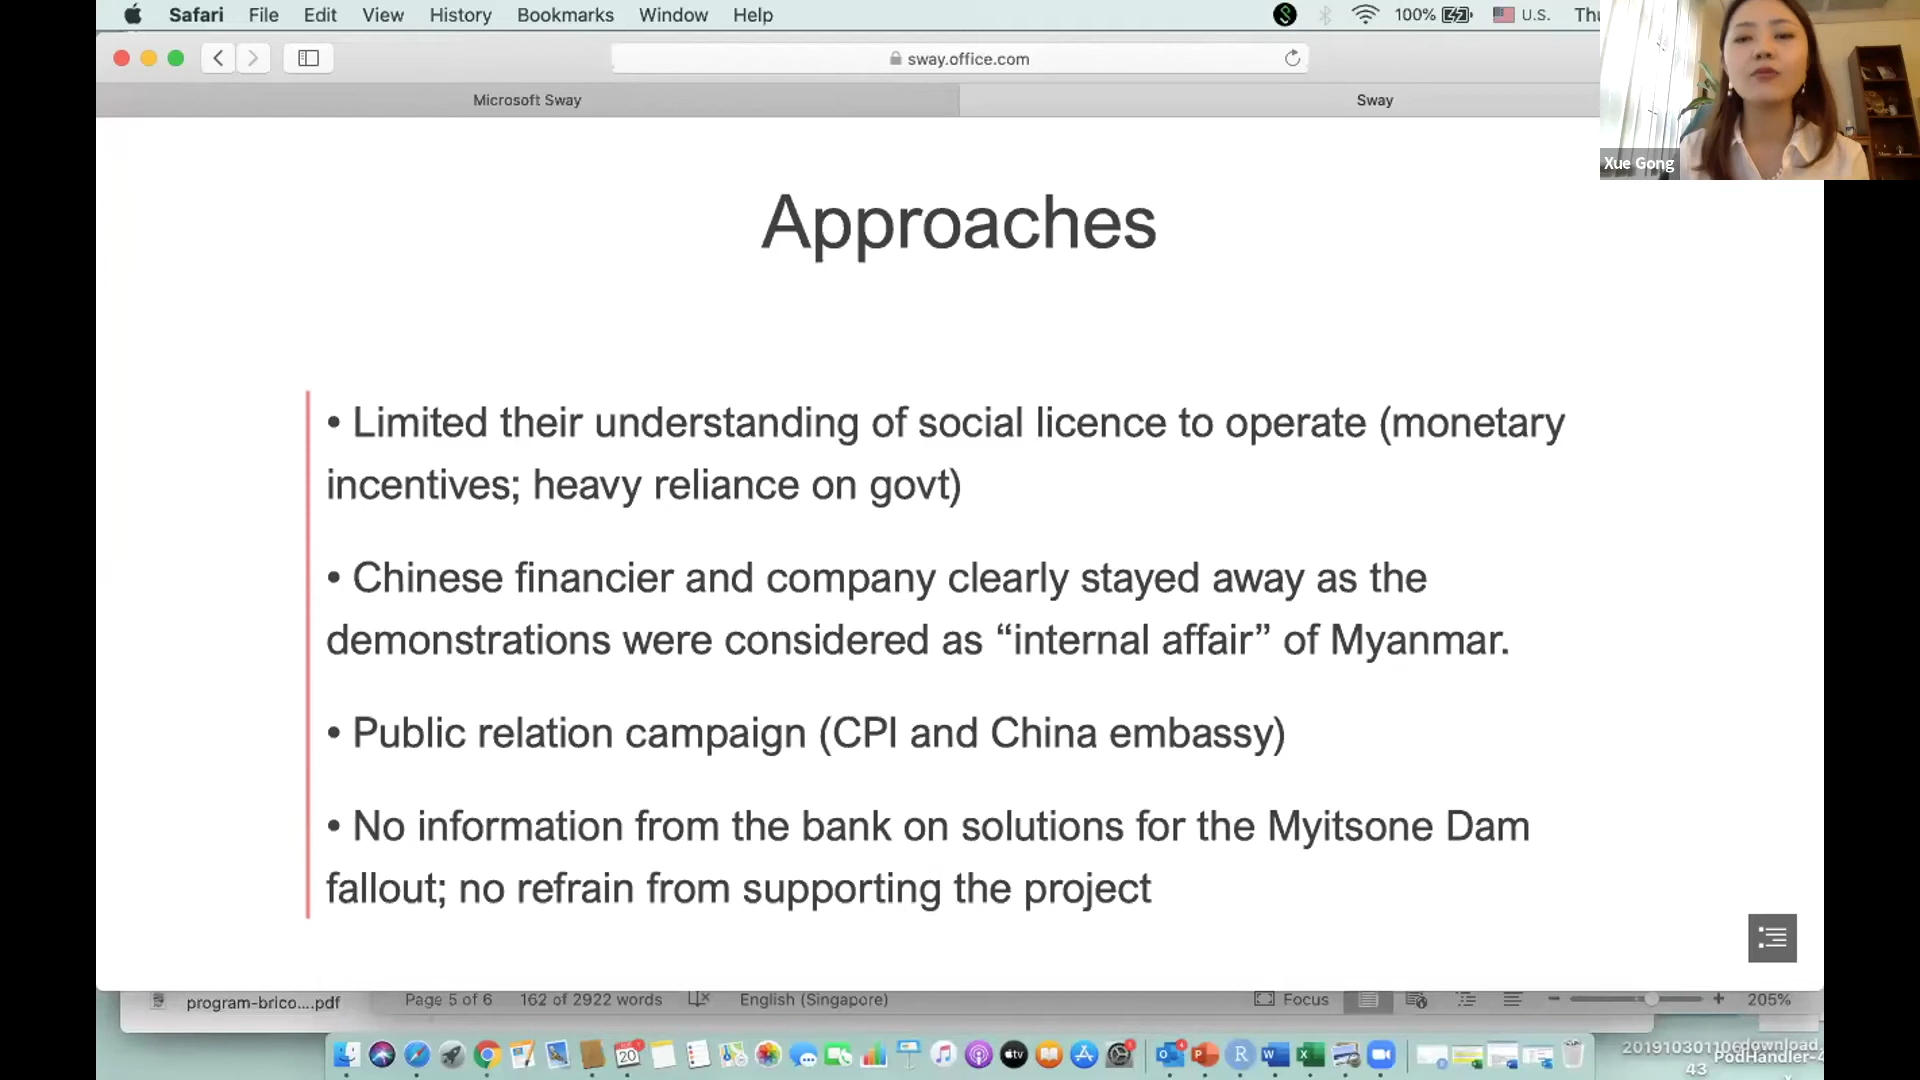 Safari File Edit View History Bookmarks Window Help 100% U.S. Thu
sway.office.com
Microsoft Sway Sway
Xue Gong
Approaches
• Limited their understanding of social licence to operate (monetary
incentives; heavy reliance on govt)
• Chinese financier and company clearly stayed away as the
demonstrations were considered as “internal affair” of Myanmar.
• Public relation campaign (CPI and China embassy)
• No information from the bank on solutions for the Myitsone Dam
fallout; no refrain from supporting the project
program-brico....pdf Page 5 of 6 162 of 2922 words English (Singapore) Focus 205%
20
tv
R
W
X
P
43